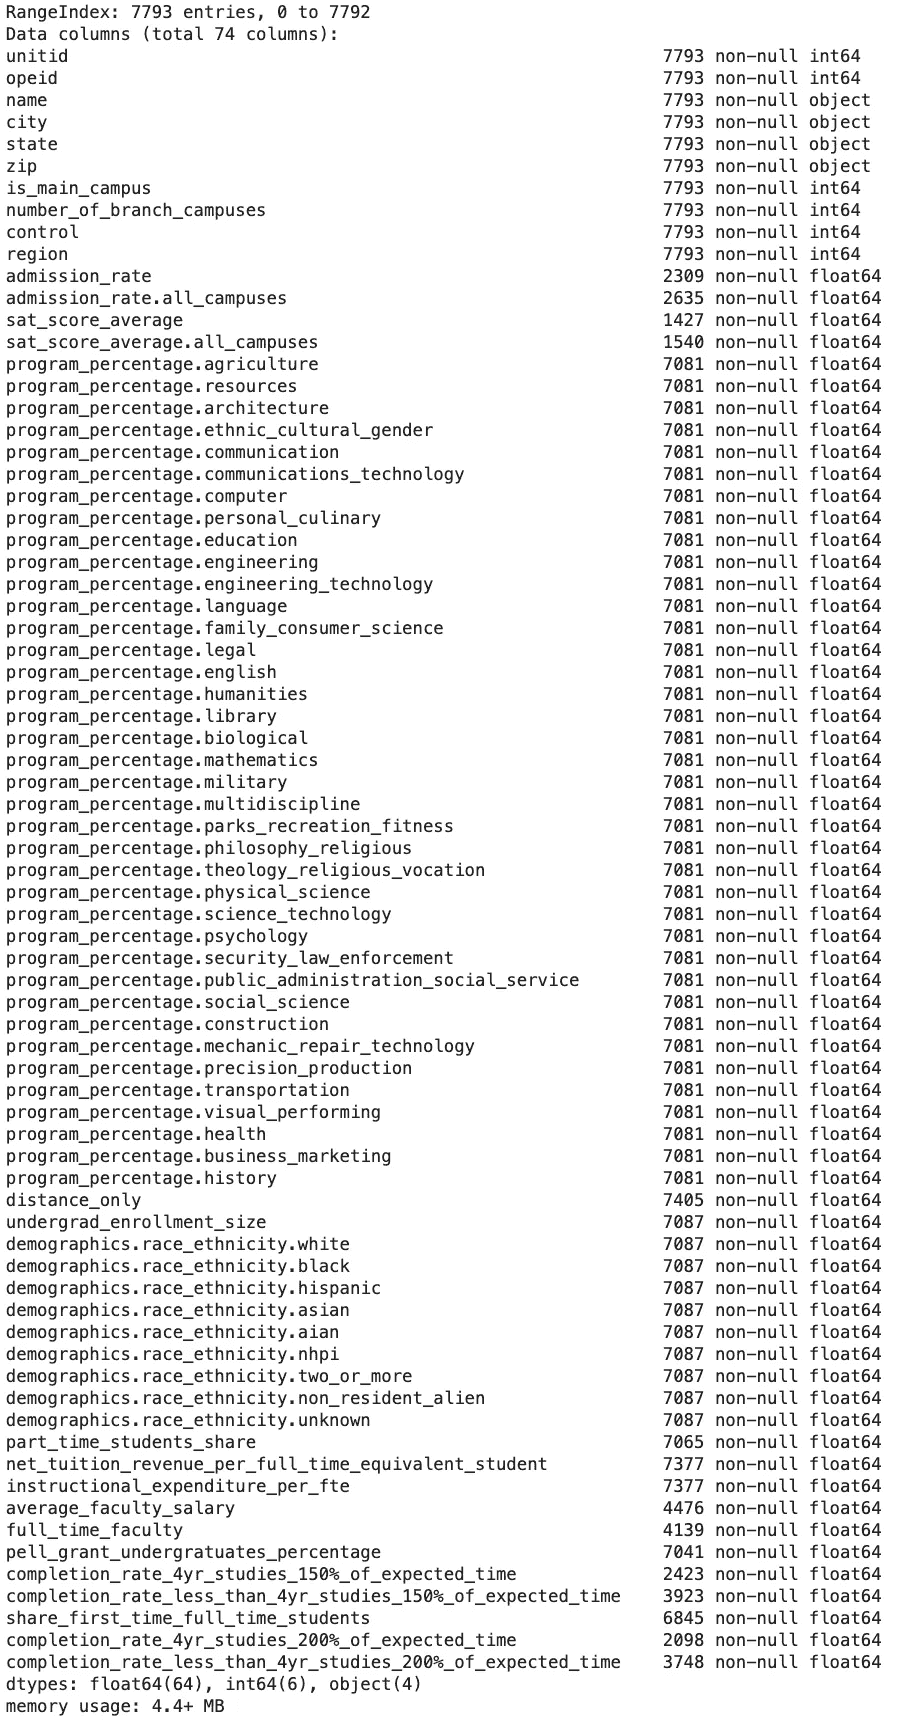 RangeIndex: 7793 entries, 0 to 7792
Data columns (total 74 columns):
unitid 7793 non-null int64
opeid 7793 non-null int64
name 7793 non-null object
city 7793 non-null object
state 7793 non-null object
zip 7793 non-null object
is_main_campus 7793 non-null int64
number_of_branch_campuses 7793 non-null int64
control 7793 non-null int64
region 7793 non-null int64
admission_rate 2309 non-null float64
admission_rate.all_campuses 2635 non-null float64
sat_score_average 1427 non-null float64
sat_score_average.all_campuses 1540 non-null float64
program_percentage.agriculture 7081 non-null float64
program_percentage.resources 7081 non-null float64
program_percentage.architecture 7081 non-null float64
program_percentage.ethnic_cultural_gender 7081 non-null float64
program_percentage.communication 7081 non-null float64
program_percentage.communications_technology 7081 non-null float64
program_percentage.computer 7081 non-null float64
program_percentage.personal_culinary 7081 non-null float64
program_percentage.education 7081 non-null float64
program_percentage.engineering 7081 non-null float64
program_percentage.engineering_technology 7081 non-null float64
program_percentage.language 7081 non-null float64
program_percentage.family_consumer_science 7081 non-null float64
program_percentage.legal 7081 non-null float64
program_percentage.english 7081 non-null float64
program_percentage.humanities 7081 non-null float64
program_percentage.library 7081 non-null float64
program_percentage.biological 7081 non-null float64
program_percentage.mathematics 7081 non-null float64
program_percentage.military 7081 non-null float64
program_percentage.multidiscipline 7081 non-null float64
program_percentage.parks_recreation_fitness 7081 non-null float64
program_percentage.philosophy_religious 7081 non-null float64
program_percentage.theology_religious_vocation 7081 non-null float64
program_percentage.physical_science 7081 non-null float64
program_percentage.science_technology 7081 non-null float64
program_percentage.psychology 7081 non-null float64
program_percentage.security_law_enforcement 7081 non-null float64
program_percentage.public_administration_social_service 7081 non-null float64
program_percentage.social_science 7081 non-null float64
program_percentage.construction 7081 non-null float64
program_percentage.mechanic_repair_technology 7081 non-null float64
program_percentage.precision_production 7081 non-null float64
program_percentage.transportation 7081 non-null float64
program_percentage.visual_performing 7081 non-null float64
program_percentage.health 7081 non-null float64
program_percentage.business_marketing 7081 non-null float64
program_percentage.history 7081 non-null float64
distance_only 7405 non-null float64
undergrad_enrollment_size 7087 non-null float64
demographics.race_ethnicity.white 7087 non-null float64
demographics.race_ethnicity.black 7087 non-null float64
demographics.race_ethnicity.hispanic 7087 non-null float64
demographics.race_ethnicity.asian 7087 non-null float64
demographics.race_ethnicity.aian 7087 non-null float64
demographics.race_ethnicity.nhpi 7087 non-null float64
demographics.race_ethnicity.two_or_more 7087 non-null float64
demographics.race_ethnicity.non_resident_alien 7087 non-null float64
demographics.race_ethnicity.unknown 7087 non-null float64
part_time_students_share 7065 non-null float64
net_tuition_revenue_per_full_time_equivalent_student 7377 non-null float64
instructional_expenditure_per_fte 7377 non-null float64
average_faculty_salary 4476 non-null float64
full_time_faculty 4139 non-null float64
pell_grant_undergratuates_percentage 7041 non-null float64
completion_rate_4yr_studies_150%_of_expected_time 2423 non-null float64
completion_rate_less_than_4yr_studies_150%_of_expected_time 3923 non-null float64
share_first_time_full_time_students 6845 non-null float64
completion_rate_4yr_studies_200%_of_expected_time 2098 non-null float64
completion_rate_less_than_4yr_studies_200%_of_expected_time 3748 non-null float64
dtypes: float64(64), int64(6), object(4)
memory usage: 4.4+ MB